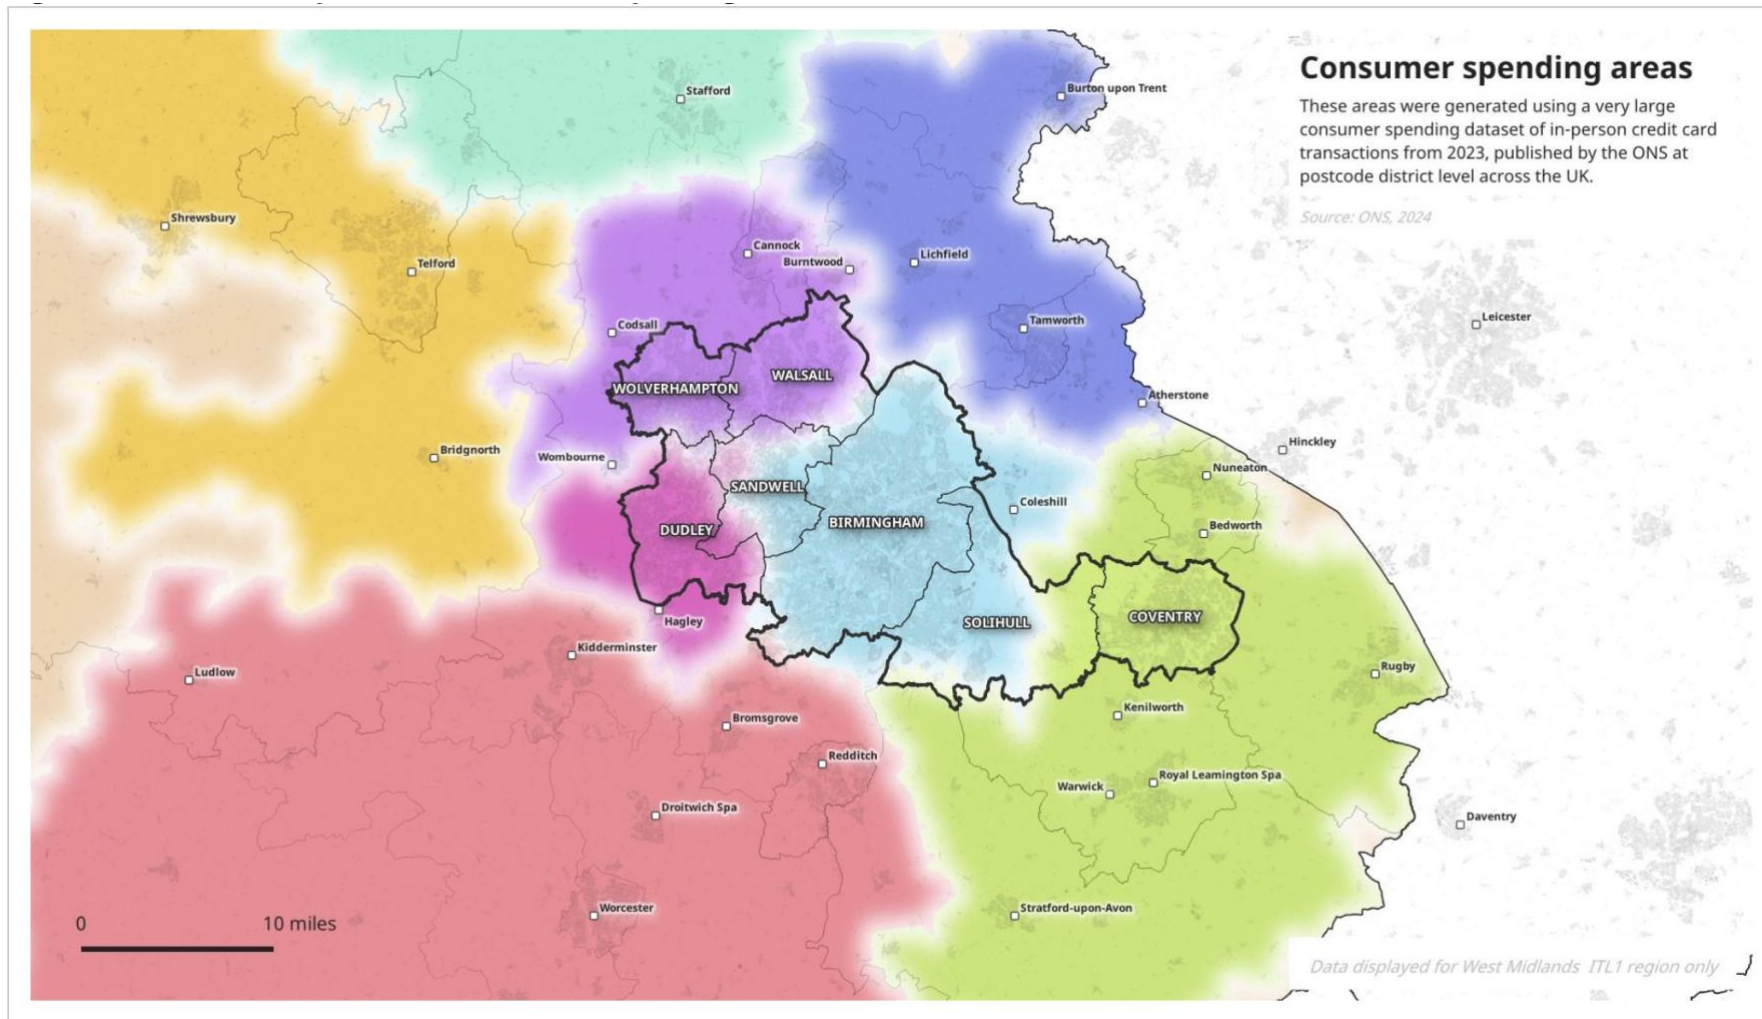 Consumer spending areas
These areas were generated using a very large
consumer spending dataset of in-person credit card
transactions from 2023, published by the ONS at
postcode district level across the UK.
Source: ONS, 2024
Stafford
Burton upon Trent
Shrewsbury
Telford
Cannock
Burntwood
Lichfield
Codsall
Tamworth
Leicester
WOLVERHAMPTON
WALSALL
Atherstone
Bridgnorth
Wombourne
Hinckley
Nuneaton
SANDWELL
Coleshill
DUDLEY
BIRMINGHAM
Bedworth
Hagley
SOLIHULL
COVENTRY
Kidderminster
Ludlow
Rugby
Bromsgrove
Kenilworth
Redditch
Warwick
Royal Leamington Spa
Droitwich Spa
Daventry
Worcester
Stratford-upon-Avon
0 10 miles
Data displayed for West Midlands ITL1 region only